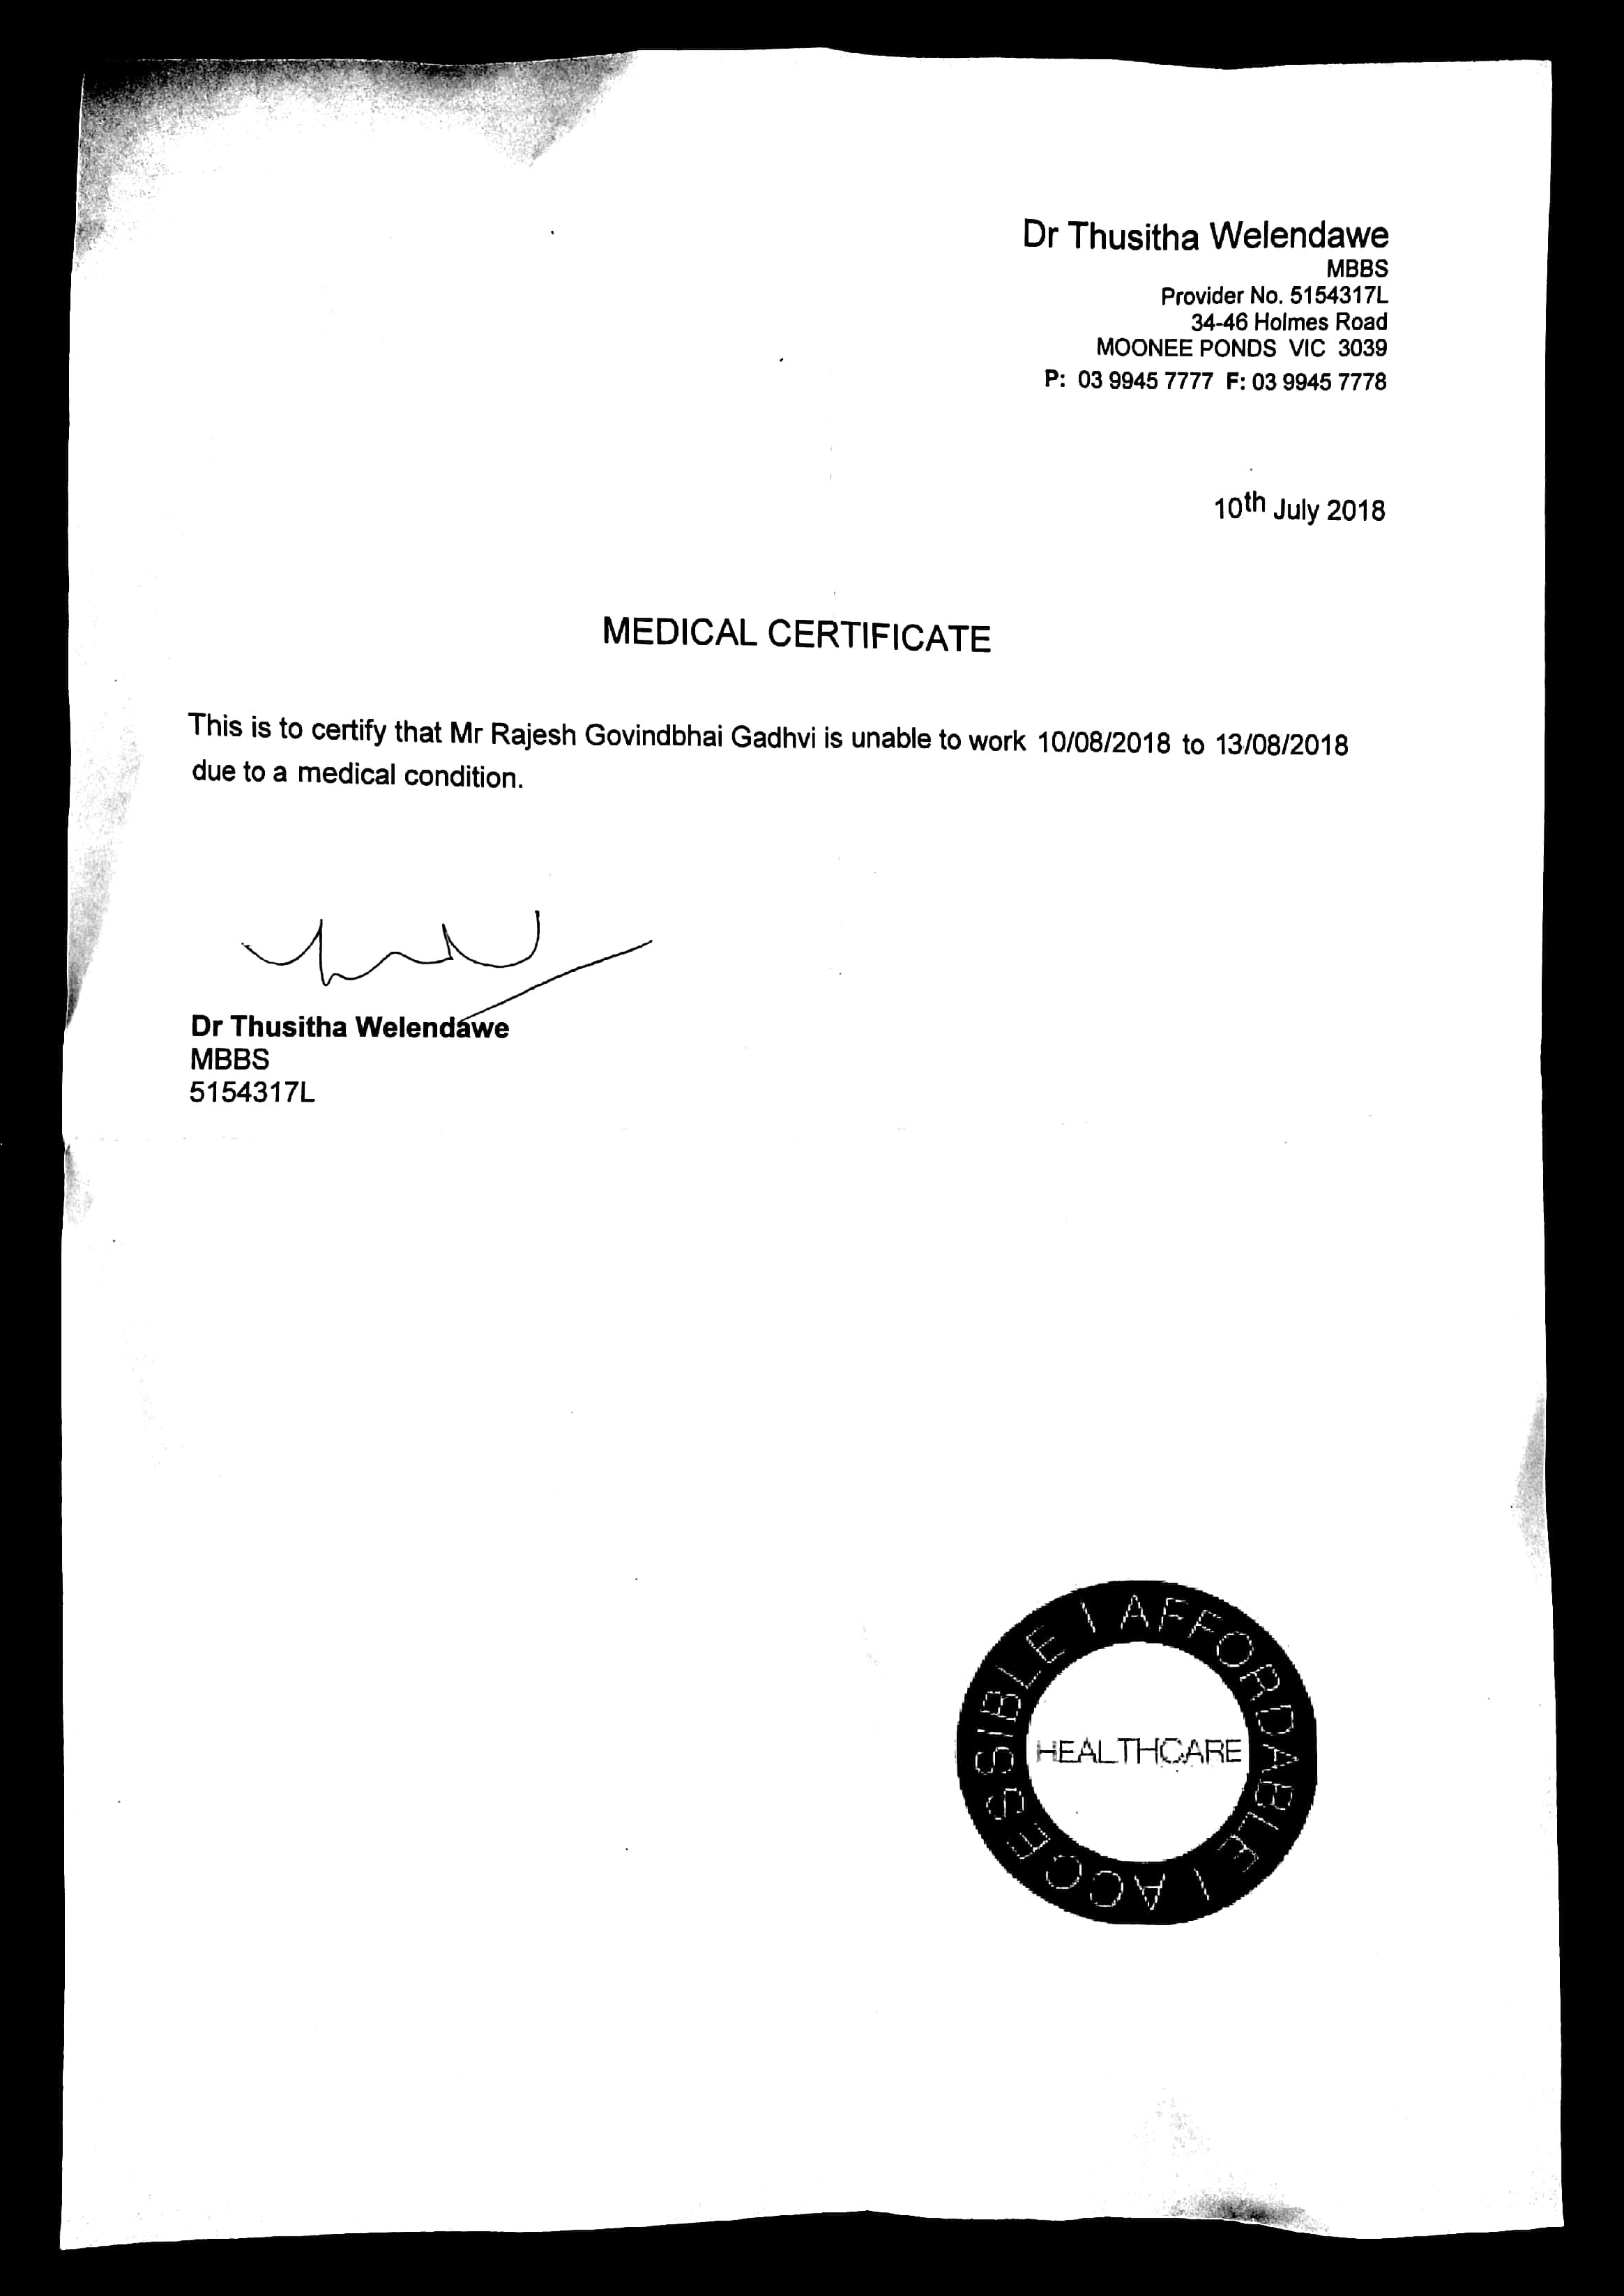 Dr Thusitha Welendawe
MBBS
Provider No. 5154317L
34-46 Holmes Road
MOONEE PONDS VIC 3039
P: 03 9945 7777 F: 03 9945 7778
10th July 2018
MEDICAL CERTIFICATE
This is to certify that Mr Rajesh Govindbhai Gadhvi is unable to work 10/08/2018 to 13/08/2018
due to a medical condition.
Dr Thusitha Welendawe
MBBS
5154317L
ACCESSIBLE | AFFORDABLE |
HEALTHCARE